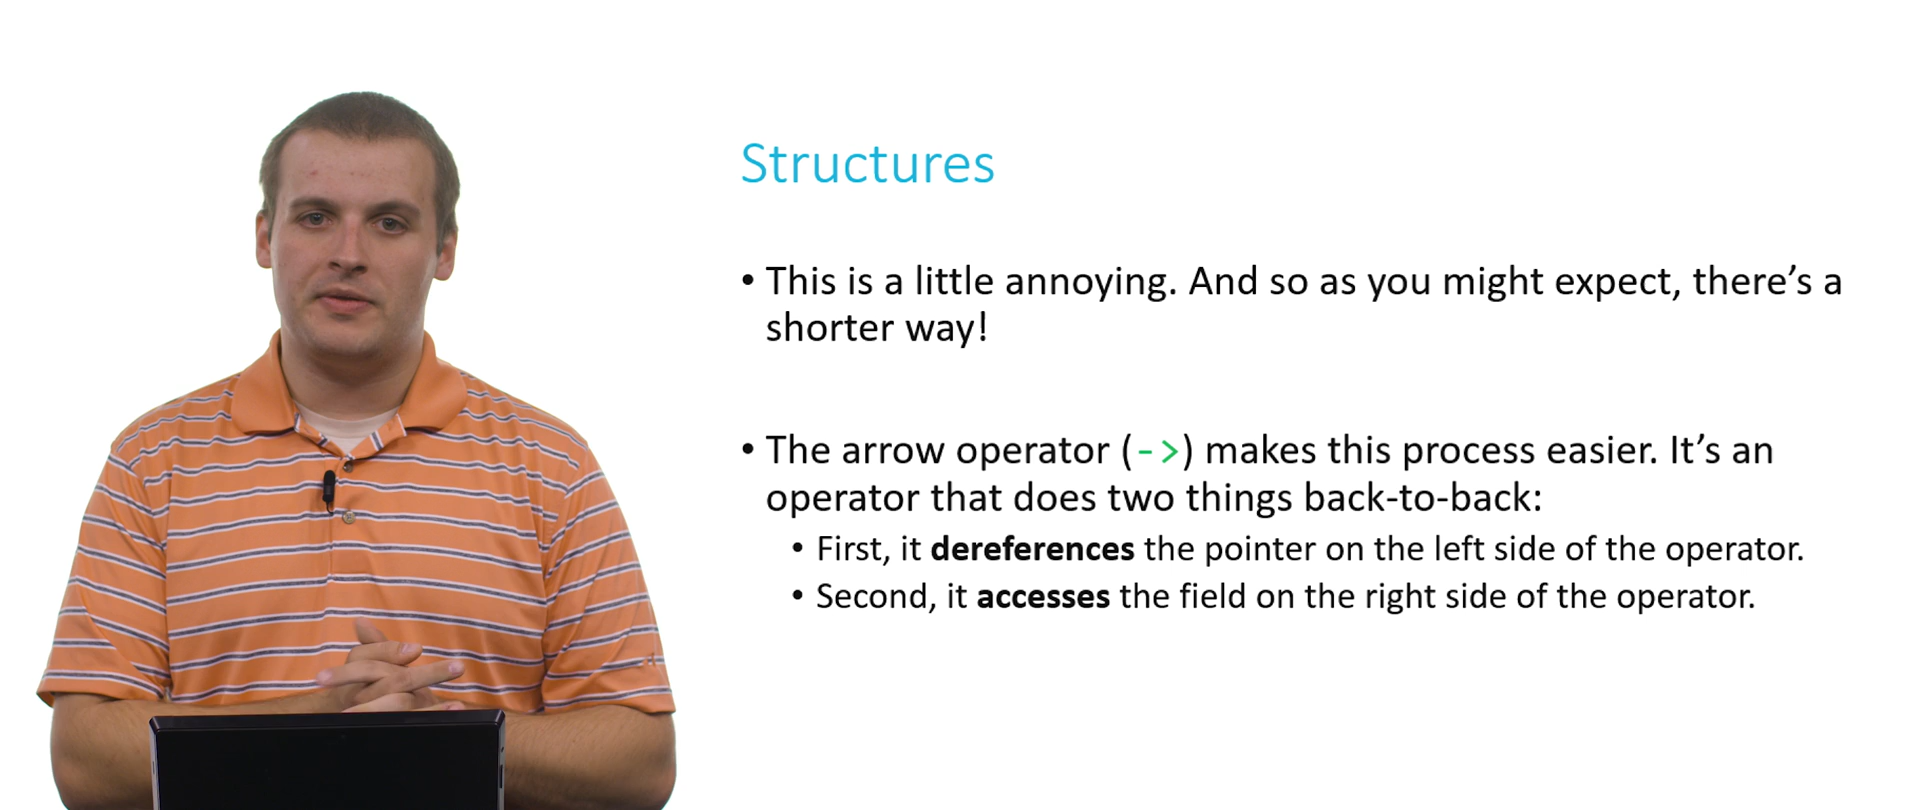 Structures
• This is a little annoying. And so as you might expect, there’s a
shorter way!
• The arrow operator (->) makes this process easier. It’s an
operator that does two things back-to-back:
• First, it dereferences the pointer on the left side of the operator.
• Second, it accesses the field on the right side of the operator.